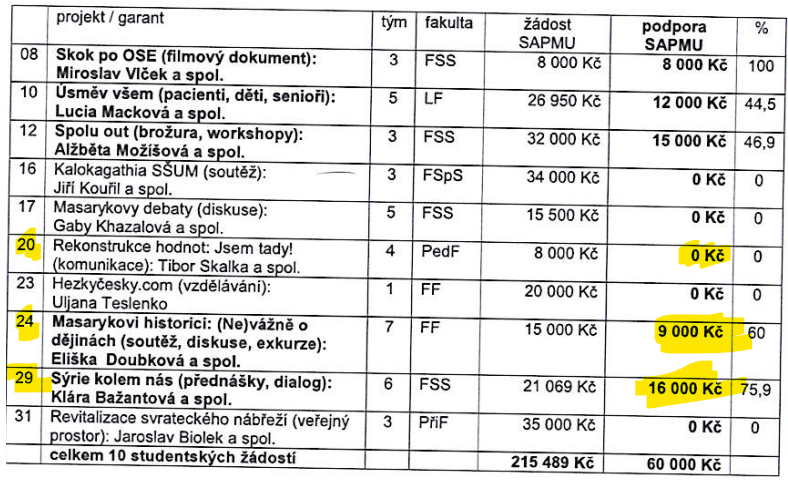 projekt / garant tým fakulta žádost SAPMU podpora SAPMU %
08 Skok po OSE (filmový dokument): 3 FSS 8 000 Kč 8 000 Kč 100
Miroslav Vlček a spol.
10 Úsměv všem (pacienti, děti, senioři): 5 LF 26 950 Kč 12 000 Kč 44,5
Lucia Macková a spol.
12 Spolu out (brožura, workshopy): 3 FSS 32 000 Kč 15 000 Kč 46,9
Alžběta Možíšová a spol.
16 Kalokagathia SŠUM (soutěž): 3 FSpS 34 000 Kč 0 Kč 0
Jiří Kouřil a spol.
17 Masarykovy debaty (diskuse): 5 FSS 15 500 Kč 0 Kč 0
Gaby Khazalová a spol.
20 Rekonstrukce hodnot: Jsem tady! 4 PedF 8 000 Kč 0 Kč 0
(komunikace): Tibor Skalka a spol.
23 Hezkyčesky.com (vzdělávání): 1 FF 20 000 Kč 0 Kč 0
Uljana Teslenko
24 Masarykovi historici: (Ne)vážně o 7 FF 15 000 Kč 9 000 Kč 60
dějinách (soutěž, diskuse, exkurze):
Eliška Doubková a spol.
29 Sýrie kolem nás (přednášky, dialog): 6 FSS 21 069 Kč 16 000 Kč 75,9
Klára Bažantová a spol.
31 Revitalizace svrateckého nábřeží (veřejný 3 PřiF 35 000 Kč 0 Kč 0
prostor): Jaroslav Biolek a spol.
celkem 10 studentských žádostí 215 489 Kč 60 000 Kč